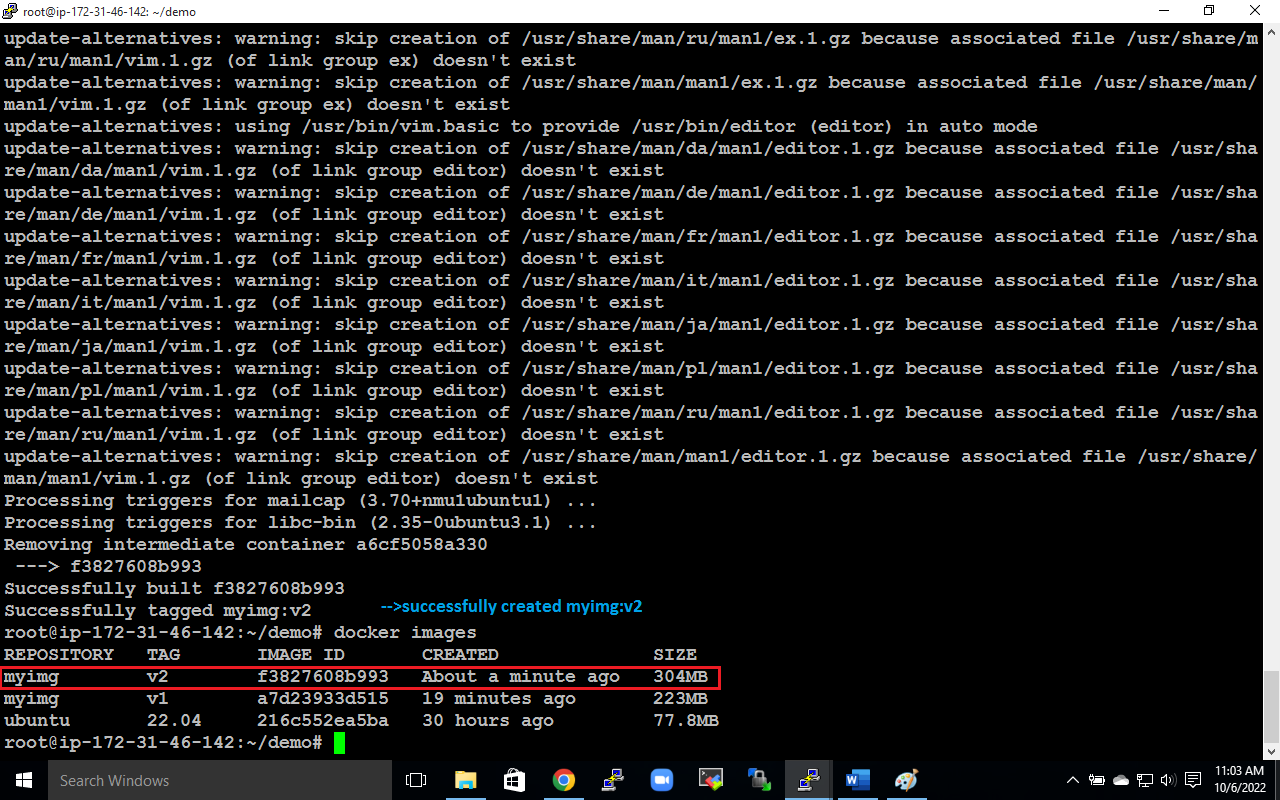 root@ip-172-31-46-142: ~/demo
update-alternatives: warning: skip creation of /usr/share/man/ru/man1/ex.1.gz because associated file /usr/share/m
an/ru/man1/vim.1.gz (of link group ex) doesn't exist
update-alternatives: warning: skip creation of /usr/share/man/man1/ex.1.gz because associated file /usr/share/man/
man1/vim.1.gz (of link group ex) doesn't exist
update-alternatives: using /usr/bin/vim.basic to provide /usr/bin/editor (editor) in auto mode
update-alternatives: warning: skip creation of /usr/share/man/da/man1/editor.1.gz because associated file /usr/sha
re/man/da/man1/vim.1.gz (of link group editor) doesn't exist
update-alternatives: warning: skip creation of /usr/share/man/de/man1/editor.1.gz because associated file /usr/sha
re/man/de/man1/vim.1.gz (of link group editor) doesn't exist
update-alternatives: warning: skip creation of /usr/share/man/fr/man1/editor.1.gz because associated file /usr/sha
re/man/fr/man1/vim.1.gz (of link group editor) doesn't exist
update-alternatives: warning: skip creation of /usr/share/man/it/man1/editor.1.gz because associated file /usr/sha
re/man/it/man1/vim.1.gz (of link group editor) doesn't exist
update-alternatives: warning: skip creation of /usr/share/man/ja/man1/editor.1.gz because associated file /usr/sha
re/man/ja/man1/vim.1.gz (of link group editor) doesn't exist
update-alternatives: warning: skip creation of /usr/share/man/pl/man1/editor.1.gz because associated file /usr/sha
re/man/pl/man1/vim.1.gz (of link group editor) doesn't exist
update-alternatives: warning: skip creation of /usr/share/man/ru/man1/editor.1.gz because associated file /usr/sha
re/man/ru/man1/vim.1.gz (of link group editor) doesn't exist
update-alternatives: warning: skip creation of /usr/share/man/man1/editor.1.gz because associated file /usr/share/
man/man1/vim.1.gz (of link group editor) doesn't exist
Processing triggers for mailcap (3.70+nmu1ubuntu1) ...
Processing triggers for libc-bin (2.35-0ubuntu3.1) ...
Removing intermediate container a6cf5058a330
 ---> f3827608b993
Successfully built f3827608b993
Successfully tagged myimg:v2 -->successfully created myimg:v2
root@ip-172-31-46-142:~/demo# docker images
REPOSITORY   TAG       IMAGE ID       CREATED              SIZE
myimg        v2        f3827608b993   About a minute ago   304MB
myimg        v1        a7d23933d515   19 minutes ago       223MB
ubuntu       22.04     216c552ea5ba   30 hours ago         77.8MB
root@ip-172-31-46-142:~/demo#
Search Windows
11:03 AM
10/6/2022